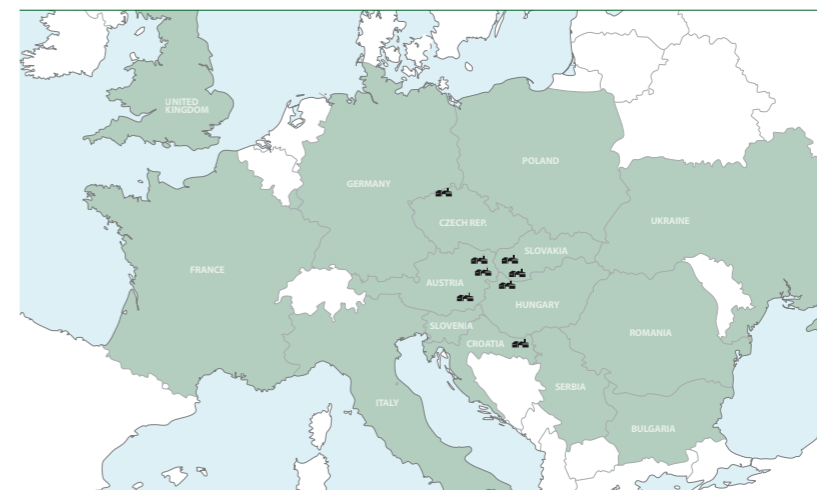 UNITED
KINGDOM
POLAND
GERMANY
UKRAINE
CZECH REP.
SLOVAKIA
FRANCE
AUSTRIA
HUNGARY
SLOVENIA
ROMANIA
CROATIA
SERBIA
ITALY
BULGARIA